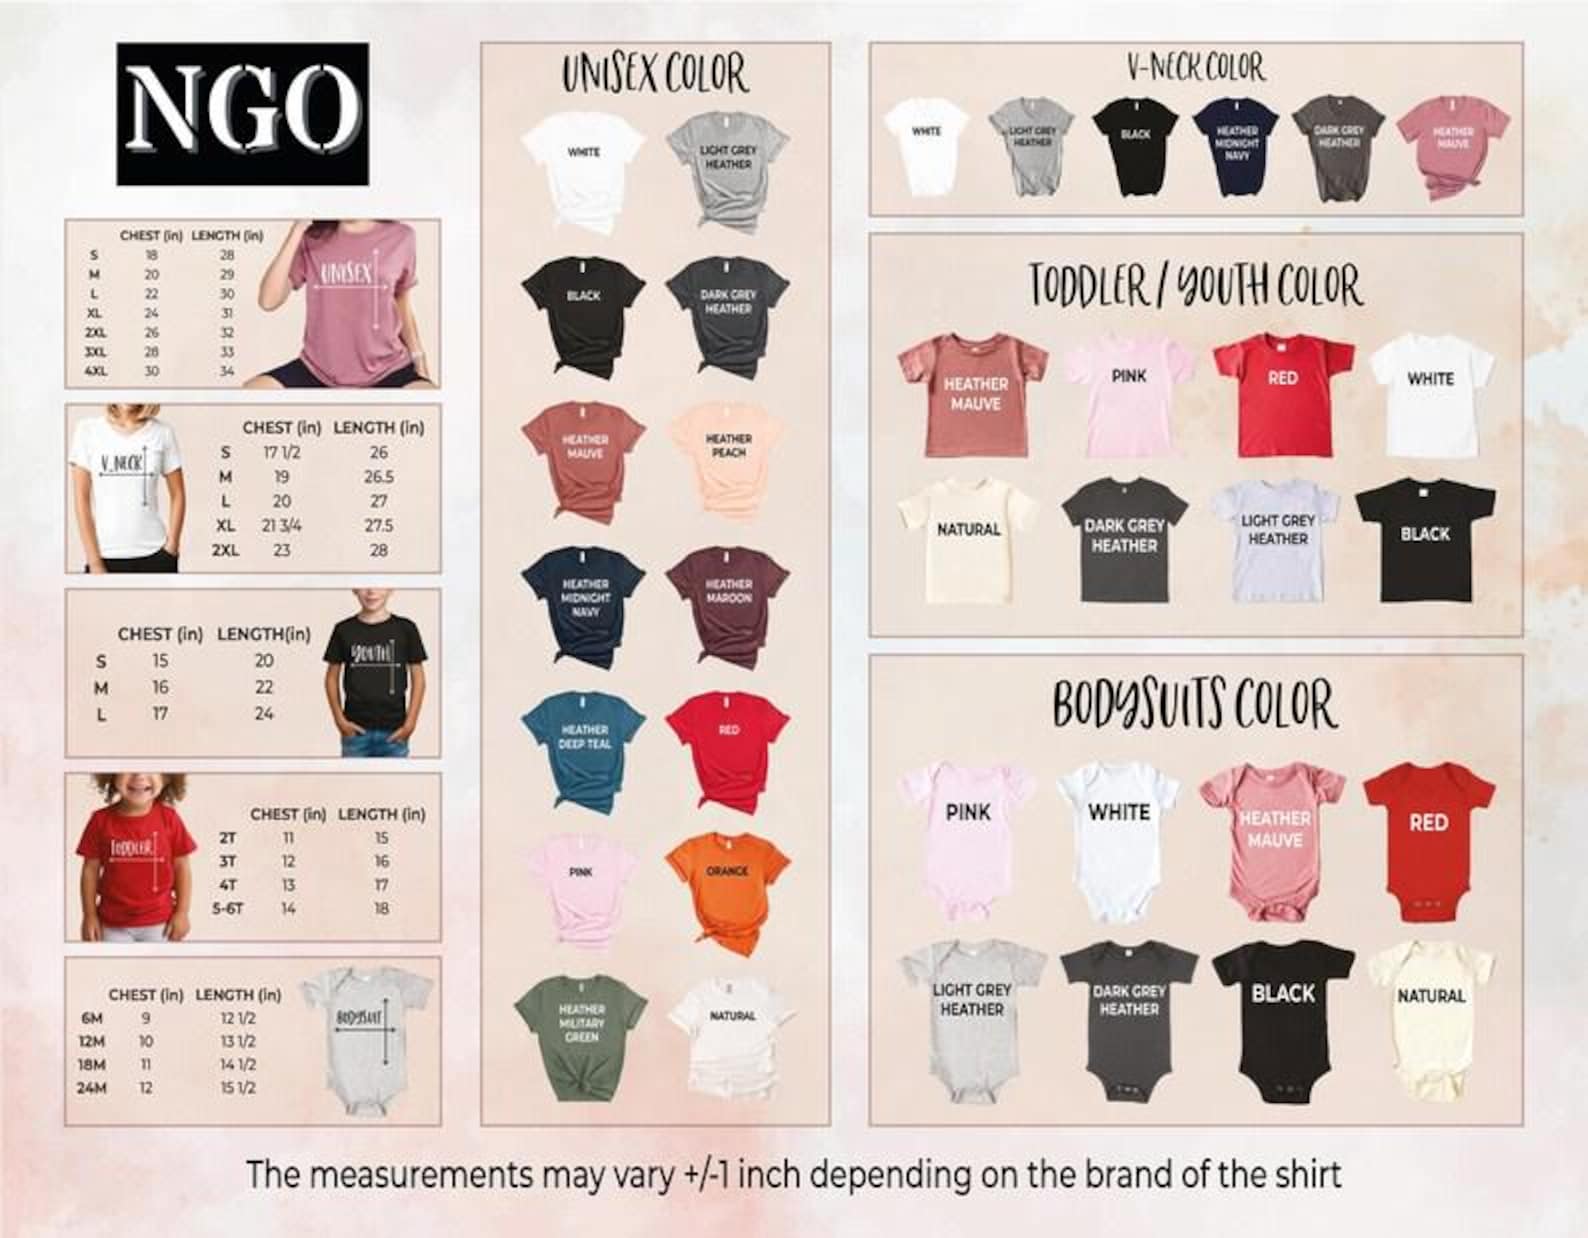 NGO
CHEST (in) LENGTH (in)
S 18 28
M 20 29
L 22 30
XL 24 31
2XL 26 32
3XL 28 33
4XL 30 34
UNISEX
CHEST (in) LENGTH (in)
S 17 1/2 26
M 19 26.5
L 20 27
XL 21 3/4 27.5
2XL 23 28
V_NECK
CHEST (in) LENGTH(in)
S 15 20
M 16 22
L 17 24
YOUTH
CHEST (in) LENGTH (in)
2T 11 15
3T 12 16
4T 13 17
5-6T 14 18
TODDLER
CHEST (in) LENGTH (in)
6M 9 12 1/2
12M 10 13 1/2
18M 11 14 1/2
24M 12 15 1/2
BODYSUIT
UNISEX COLOR
WHITE
LIGHT GREY
HEATHER
BLACK
DARK GREY
HEATHER
HEATHER
MAUVE
HEATHER
PEACH
HEATHER
MIDNIGHT
NAVY
HEATHER
MAROON
HEATHER
DEEP TEAL
RED
PINK
ORANGE
HEATHER
MILITARY
GREEN
NATURAL
V-NECK COLOR
WHITE
LIGHT GREY
HEATHER
BLACK
HEATHER
MIDNIGHT
NAVY
DARK GREY
HEATHER
HEATHER
MAUVE
TODDLER / YOUTH COLOR
HEATHER
MAUVE
PINK
RED
WHITE
NATURAL
DARK GREY
HEATHER
LIGHT GREY
HEATHER
BLACK
BODYSUITS COLOR
PINK
WHITE
HEATHER
MAUVE
RED
LIGHT GREY
HEATHER
DARK GREY
HEATHER
BLACK
NATURAL
The measurements may vary +/-1 inch depending on the brand of the shirt